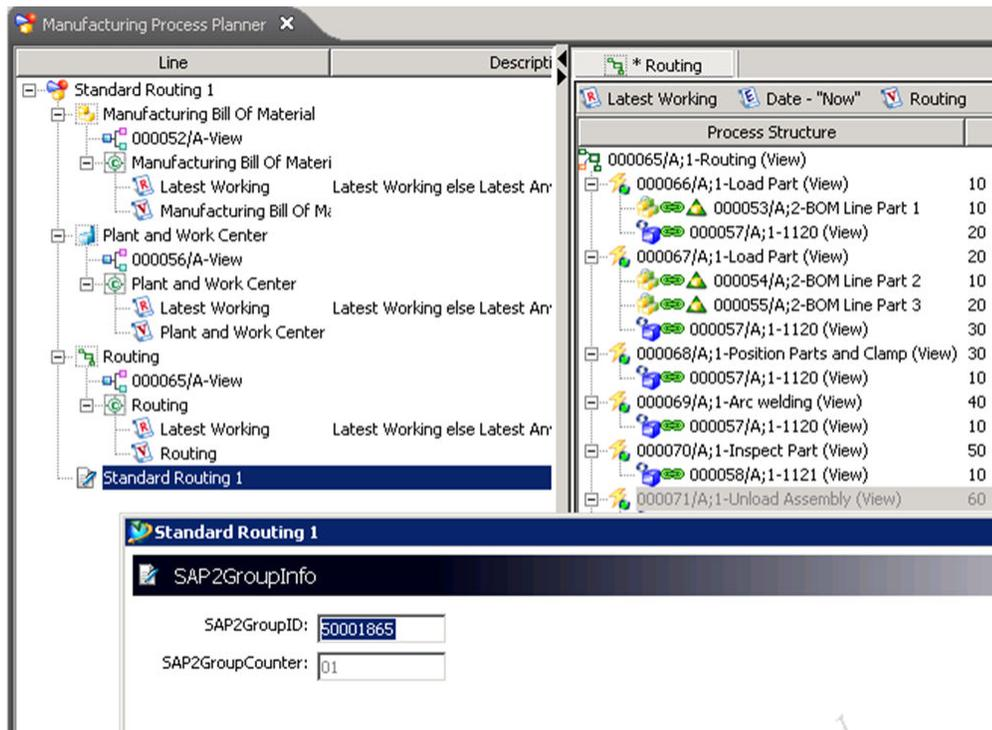 Manufacturing Process Planner
Line Descripti
Standard Routing 1
Manufacturing Bill Of Material
000052/A-View
Manufacturing Bill Of Materi
Latest Working Latest Working else Latest An
Manufacturing Bill Of Ma
Plant and Work Center
000056/A-View
Plant and Work Center
Latest Working Latest Working else Latest An
Plant and Work Center
Routing
000065/A-View
Routing
Latest Working Latest Working else Latest An
Routing
Standard Routing 1
* Routing
Latest Working Date - "Now" Routing
Process Structure
000065/A;1-Routing (View)
000066/A;1-Load Part (View) 10
000053/A;2-BOM Line Part 1 10
000057/A;1-1120 (View) 20
000067/A;1-Load Part (View) 20
000054/A;2-BOM Line Part 2 10
000055/A;2-BOM Line Part 3 20
000057/A;1-1120 (View) 30
000068/A;1-Position Parts and Clamp (View) 30
000057/A;1-1120 (View) 10
000069/A;1-Arc welding (View) 40
000057/A;1-1120 (View) 10
000070/A;1-Inspect Part (View) 50
000058/A;1-1121 (View) 10
000071/A;1-Unload Assembly (View) 60
Standard Routing 1
SAP2GroupInfo
SAP2GroupID: 50001865
SAP2GroupCounter: 01